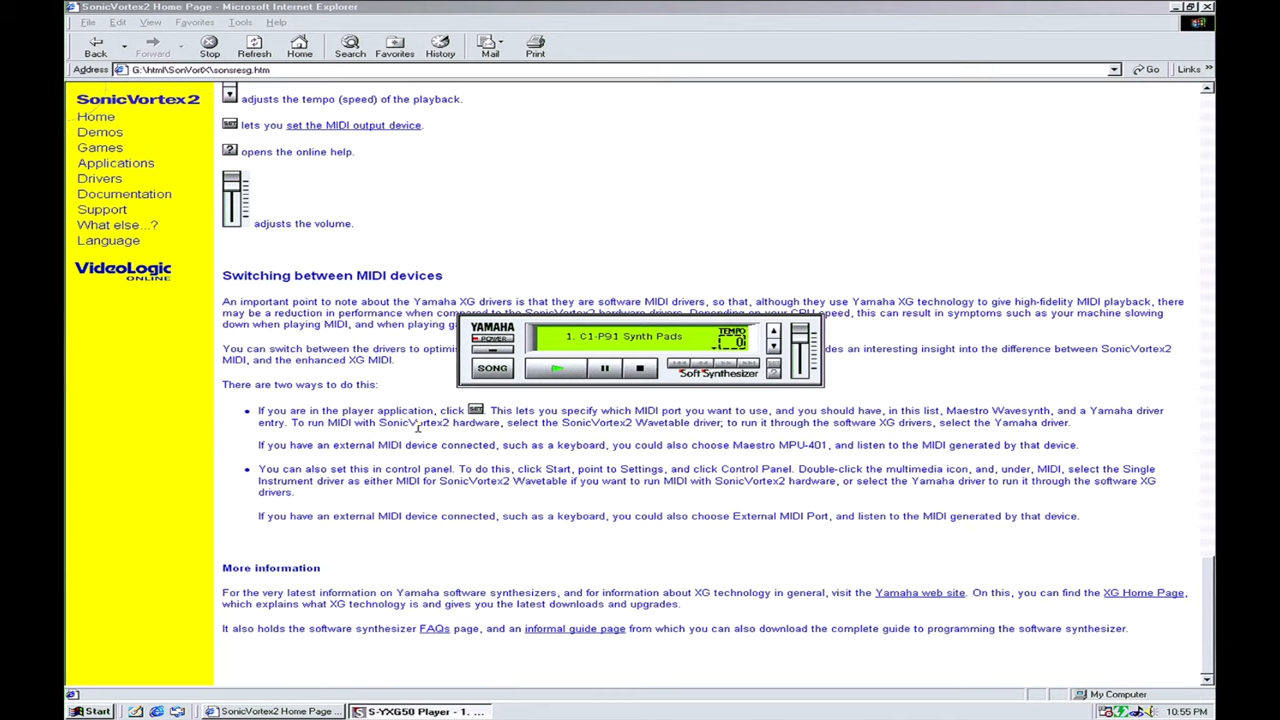 SonicVortex2 Home Page - Microsoft Internet Explorer
File Edit View Favorites Tools Help
Back Forward Stop Refresh Home Search Favorites History Mail Print
Address G:\html\SonVortX\sonsresg.htm Go Links »
SonicVortex2
Home
Demos
Games
Applications
Drivers
Documentation
Support
What else...?
Language
VideoLogic
ONLINE
adjusts the tempo (speed) of the playback.
SET lets you set the MIDI output device.
? opens the online help.
adjusts the volume.
Switching between MIDI devices
An important point to note about the Yamaha XG drivers is that they are software MIDI drivers, so that, although they use Yamaha XG technology to give high-fidelity MIDI playback, there
may be a reduction in performance when compared to the SonicVortex2 hardware drivers. Depending on your CPU speed, this can result in symptoms such as your machine slowing
down when playing MIDI, and when playing
You can switch between the drivers to optimis des an interesting insight into the difference between SonicVortex2
MIDI, and the enhanced XG MIDI.
YAMAHA
POWER
SONG
1. C1-P91 Synth Pads
TEMPO
0
Soft Synthesizer
There are two ways to do this:
If you are in the player application, click SET. This lets you specify which MIDI port you want to use, and you should have, in this list, Maestro Wavesynth, and a Yamaha driver
entry. To run MIDI with SonicVortex2 hardware, select the SonicVortex2 Wavetable driver; to run it through the software XG drivers, select the Yamaha driver.
If you have an external MIDI device connected, such as a keyboard, you could also choose Maestro MPU-401, and listen to the MIDI generated by that device.
You can also set this in control panel. To do this, click Start, point to Settings, and click Control Panel. Double-click the multimedia icon, and, under, MIDI, select the Single
Instrument driver as either MIDI for SonicVortex2 Wavetable if you want to run MIDI with SonicVortex2 hardware, or select the Yamaha driver to run it through the software XG
drivers.
If you have an external MIDI device connected, such as a keyboard, you could also choose External MIDI Port, and listen to the MIDI generated by that device.
More information
For the very latest information on Yamaha software synthesizers, and for information about XG technology in general, visit the Yamaha web site. On this, you can find the XG Home Page,
which explains what XG technology is and gives you the latest downloads and upgrades.
It also holds the software synthesizer FAQs page, and an informal guide page from which you can also download the complete guide to programming the software synthesizer.
My Computer
Start SonicVortex2 Home Page ... S-YXG50 Player - 1. ... 10:55 PM